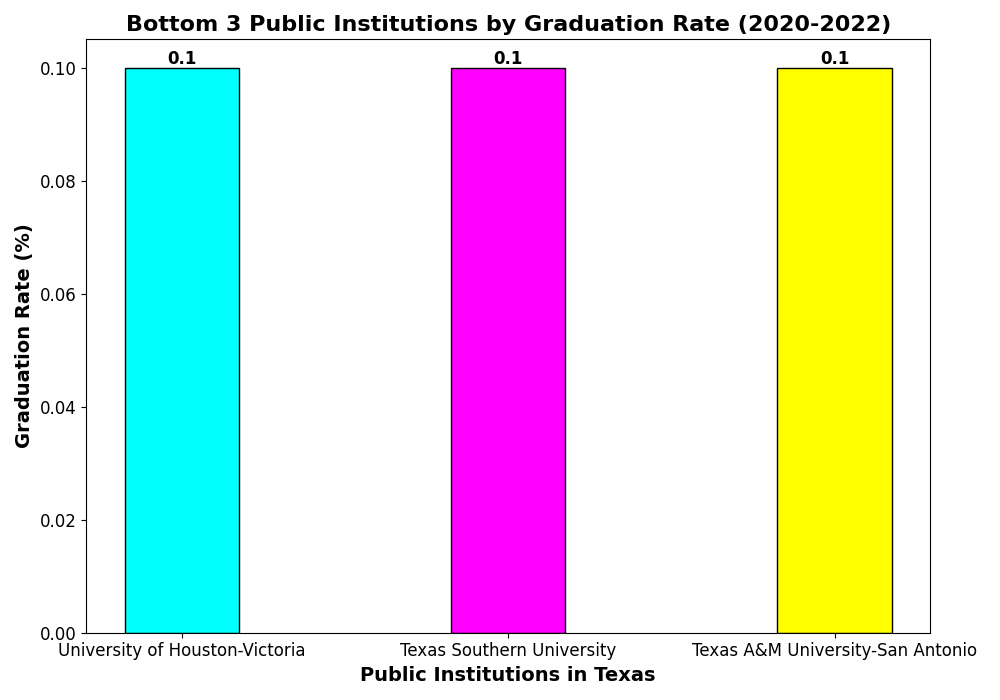 Bottom 3 Public Institutions by Graduation Rate (2020-2022)
Graduation Rate (%)
0.10
0.08
0.06
0.04
0.02
0.00
0.1
0.1
0.1
University of Houston-Victoria
Texas Southern University
Texas A&M University-San Antonio
Public Institutions in Texas